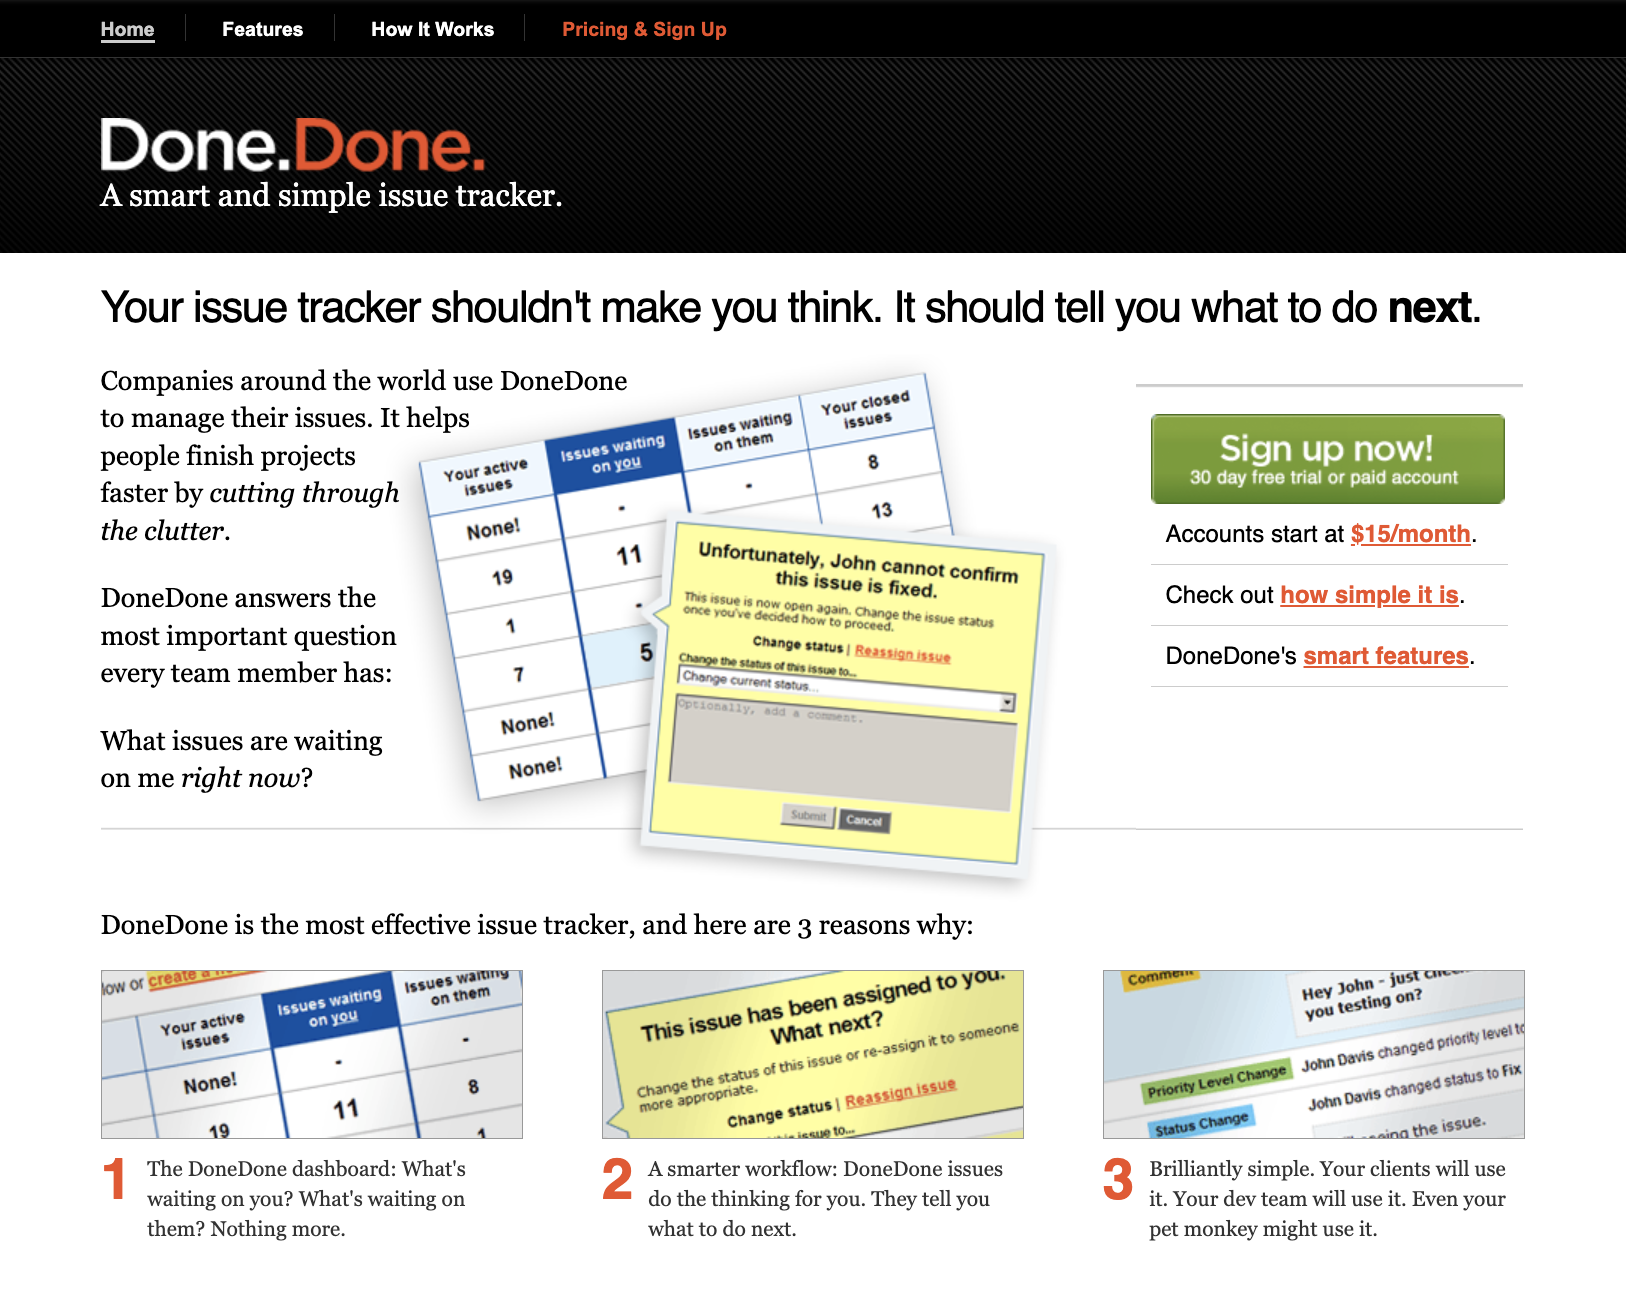 Home
Features
How It Works
Pricing & Sign Up
Done.Done.
A smart and simple issue tracker.
Your issue tracker shouldn't make you think. It should tell you what to do next.
Companies around the world use DoneDone
to manage their issues. It helps
people finish projects
faster by cutting through
the clutter.
DoneDone answers the
most important question
every team member has:
What issues are waiting
on me right now?
Your active
issues
Issues waiting
on you
Issues waiting
on them
Your closed
issues
None!
-
-
8
19
11
13
1
-
7
5
None!
None!
Unfortunately, John cannot confirm
this issue is fixed.
This issue is now open again. Change the issue status
once you've decided how to proceed.
Change status | Reassign issue
Change the status of this issue to...
Change current status...
Optionally, add a comment.
Submit
Cancel
Sign up now!
30 day free trial or paid account
Accounts start at $15/month.
Check out how simple it is.
DoneDone's smart features.
DoneDone is the most effective issue tracker, and here are 3 reasons why:
low or create a
Your active
issues
Issues waiting
on you
Issues waiting
on them
None!
-
-
19
11
8
1
This issue has been assigned to you.
What next?
Change the status of this issue or re-assign it to someone
more appropriate.
Change status | Reassign issue
issue to...
Comment
Hey John - just
you testing on?
Priority Level Change
John Davis changed priority level to
Status Change
John Davis changed status to Fix
the issue.
1
The DoneDone dashboard: What's
waiting on you? What's waiting on
them? Nothing more.
2
A smarter workflow: DoneDone issues
do the thinking for you. They tell you
what to do next.
3
Brilliantly simple. Your clients will use
it. Your dev team will use it. Even your
pet monkey might use it.